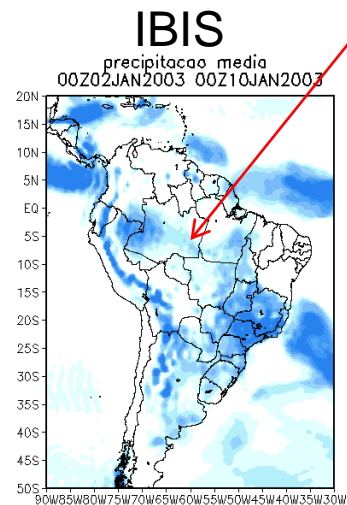 IBIS
precipitacao media
00Z02JAN2003 00Z10JAN2003
20N
15N
10N
5N
EQ
5S
10S
15S
20S
25S
30S
35S
40S
45S
50S
90W85W80W75W70W65W60W55W50W45W40W35W30W